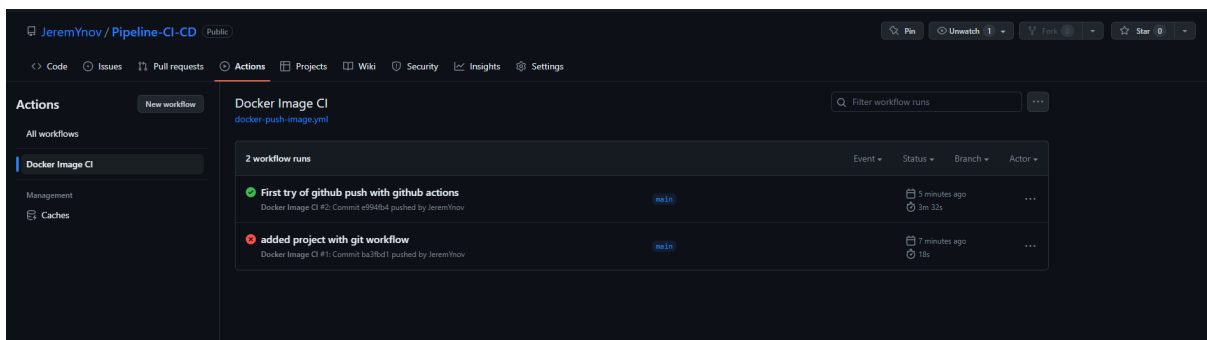 JeremYnov / Pipeline-CI-CD Public
Pin
Unwatch 1
Fork
Star 0
Code Issues Pull requests Actions Projects Wiki Security Insights Settings
Actions
New workflow
All workflows
Docker Image CI
Management
Caches
Docker Image CI
docker-push-image.yml
Filter workflow runs
2 workflow runs
Event Status Branch Actor
First try of github push with github actions
Docker Image CI #2: Commit e994fb4 pushed by JeremYnov
main
5 minutes ago
3m 32s
added project with git workflow
Docker Image CI #1: Commit ba3fbd1 pushed by JeremYnov
main
7 minutes ago
18s